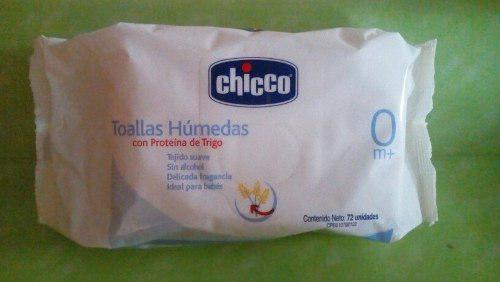 chicco
Toallas Húmedas
con Proteína de Trigo
Tejido suave
Sin alcohol
Delicada fragancia
Ideal para bebés
0
m+
Contenido Neto: 72 unidades